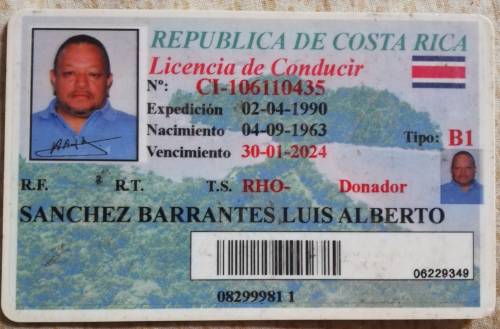 REPUBLICA DE COSTA RICA
Licencia de Conducir
Nº: CI-106110435
Expedición 02-04-1990
Nacimiento 04-09-1963
Vencimiento 30-01-2024
Tipo: B1
R.F. R.T. T.S. RHO- Donador
SANCHEZ BARRANTES LUIS ALBERTO
06229349
08299981 1